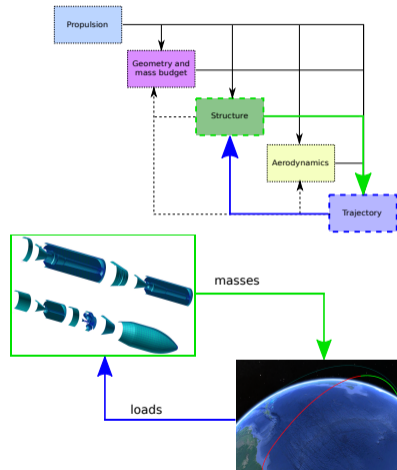 Propulsion
Geometry and
mass budget
Structure
Aerodynamics
Trajectory
masses
loads